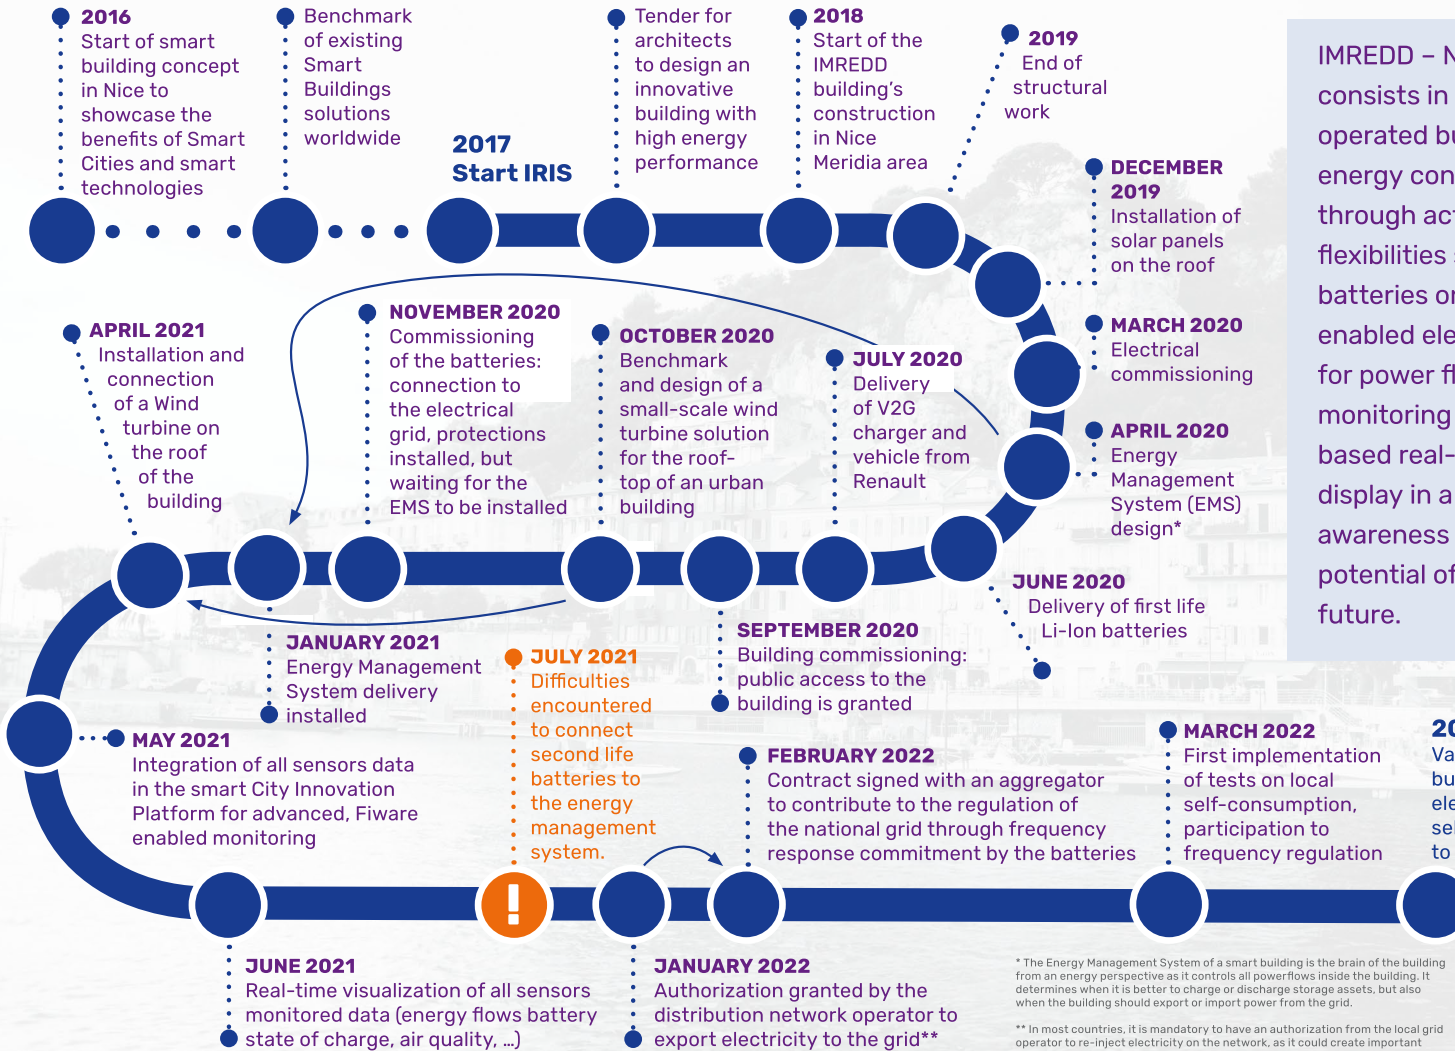 2016
Start of smart
building concept
in Nice to
showcase the
benefits of Smart
Cities and smart
technologies
Benchmark
of existing
Smart
Buildings
solutions
worldwide
2017
Start IRIS
Tender for
architects
to design an
innovative
building with
high energy
performance
2018
Start of the
IMREDD
building’s
construction
in Nice
Meridia area
2019
End of
structural
work
DECEMBER
2019
Installation of
solar panels
on the roof
MARCH 2020
Electrical
commissioning
APRIL 2020
Energy
Management
System (EMS)
design*
JUNE 2020
Delivery of first life
Li-Ion batteries
JULY 2020
Delivery
of V2G
charger and
vehicle from
Renault
SEPTEMBER 2020
Building commissioning:
public access to the
building is granted
OCTOBER 2020
Benchmark
and design of a
small-scale wind
turbine solution
for the roof-
top of an urban
building
NOVEMBER 2020
Commissioning
of the batteries:
connection to
the electrical
grid, protections
installed, but
waiting for the
EMS to be installed
JANUARY 2021
Energy Management
System delivery
installed
APRIL 2021
Installation and
connection
of a Wind
turbine on
the roof
of the
building
MAY 2021
Integration of all sensors data
in the smart City Innovation
Platform for advanced, Fiware
enabled monitoring
JUNE 2021
Real-time visualization of all sensors
monitored data (energy flows battery
state of charge, air quality, …)
JULY 2021
Difficulties
encountered
to connect
second life
batteries to
the energy
management
system.
!
JANUARY 2022
Authorization granted by the
distribution network operator to
export electricity to the grid**
FEBRUARY 2022
Contract signed with an aggregator
to contribute to the regulation of
the national grid through frequency
response commitment by the batteries
MARCH 2022
First implementation
of tests on local
self-consumption,
participation to
frequency regulation
20
Va
bu
ele
sel
to
IMREDD – N
consists in
operated bu
energy con
through act
flexibilities
batteries or
enabled ele
for power fl
monitoring
based real-
display in a
awareness
potential of
future.
* The Energy Management System of a smart building is the brain of the building
from an energy perspective as it controls all powerflows inside the building. It
determines when it is better to charge or discharge storage assets, but also
when the building should export or import power from the grid.
** In most countries, it is mandatory to have an authorization from the local grid
operator to re-inject electricity on the network, as it could create important